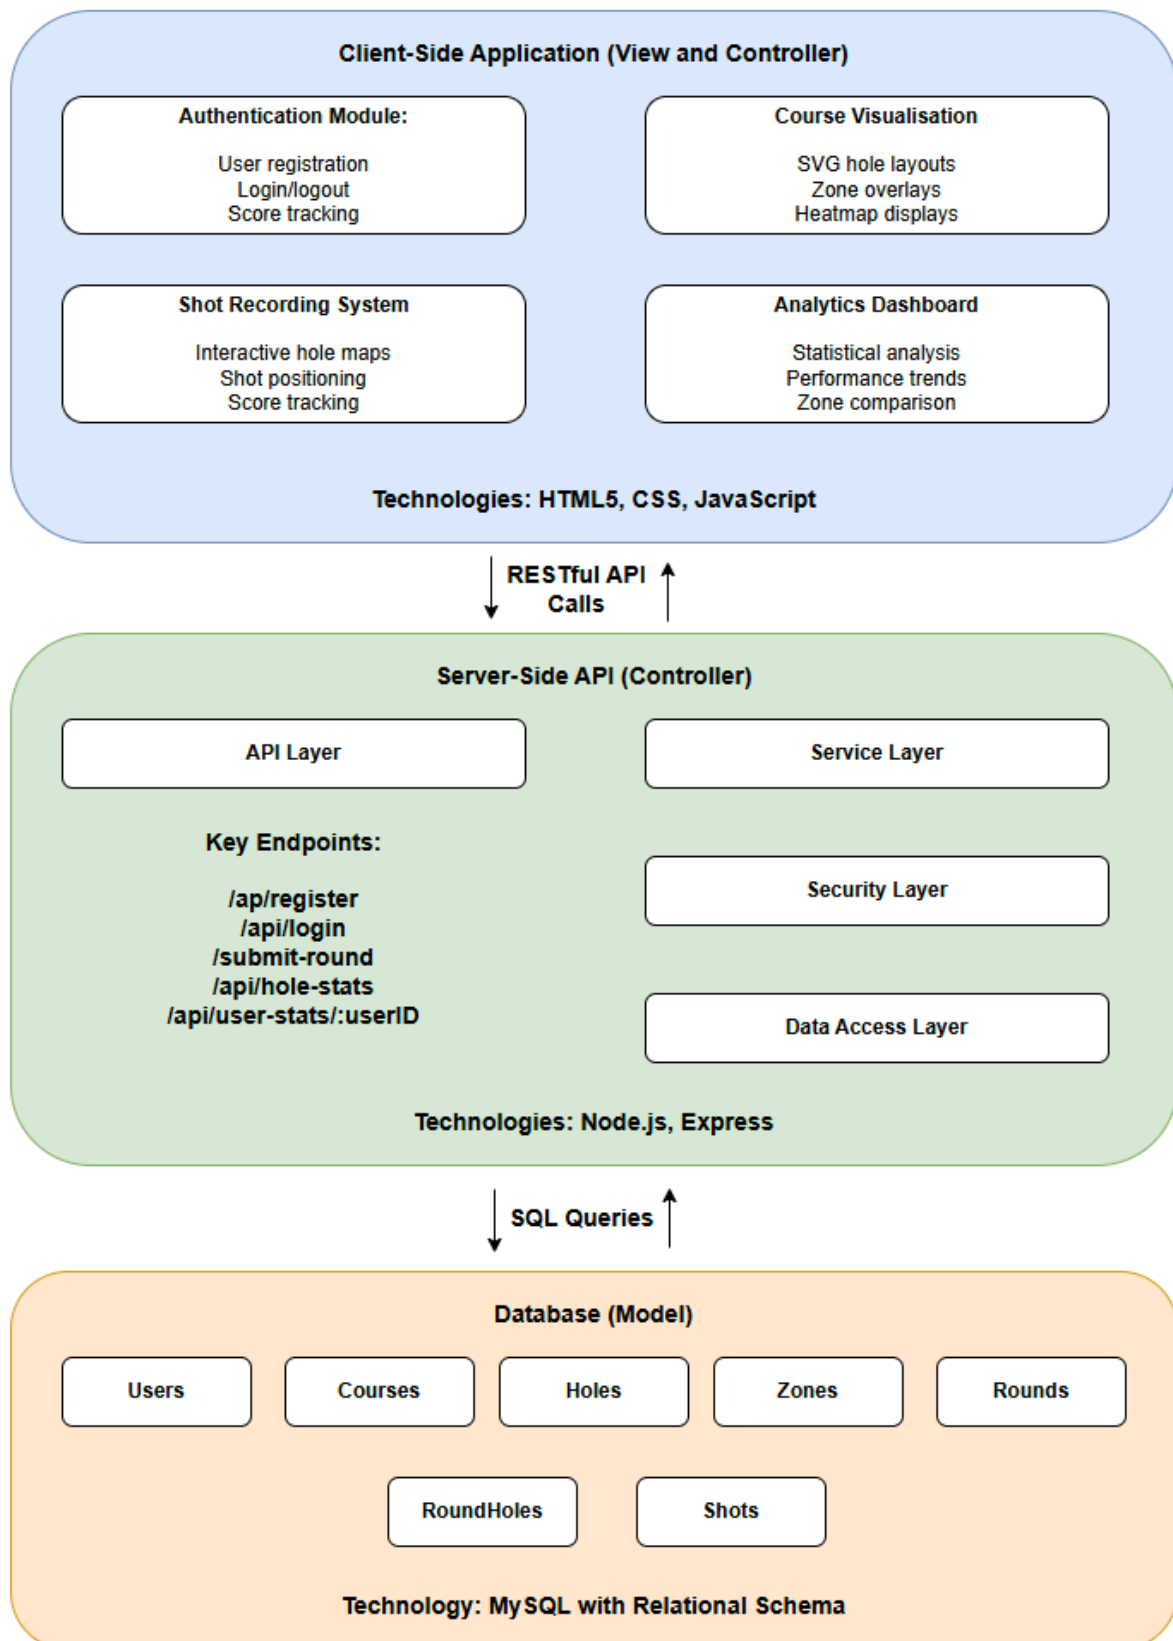 Client-Side Application (View and Controller)
Authentication Module:
User registration
Login/logout
Score tracking
Course Visualisation
SVG hole layouts
Zone overlays
Heatmap displays
Shot Recording System
Interactive hole maps
Shot positioning
Score tracking
Analytics Dashboard
Statistical analysis
Performance trends
Zone comparison
Technologies: HTML5, CSS, JavaScript
RESTful API
Calls
Server-Side API (Controller)
API Layer
Service Layer
Key Endpoints:
/ap/register
/api/login
/submit-round
/api/hole-stats
/api/user-stats/:userID
Security Layer
Data Access Layer
Technologies: Node.js, Express
SQL Queries
Database (Model)
Users
Courses
Holes
Zones
Rounds
RoundHoles
Shots
Technology: MySQL with Relational Schema